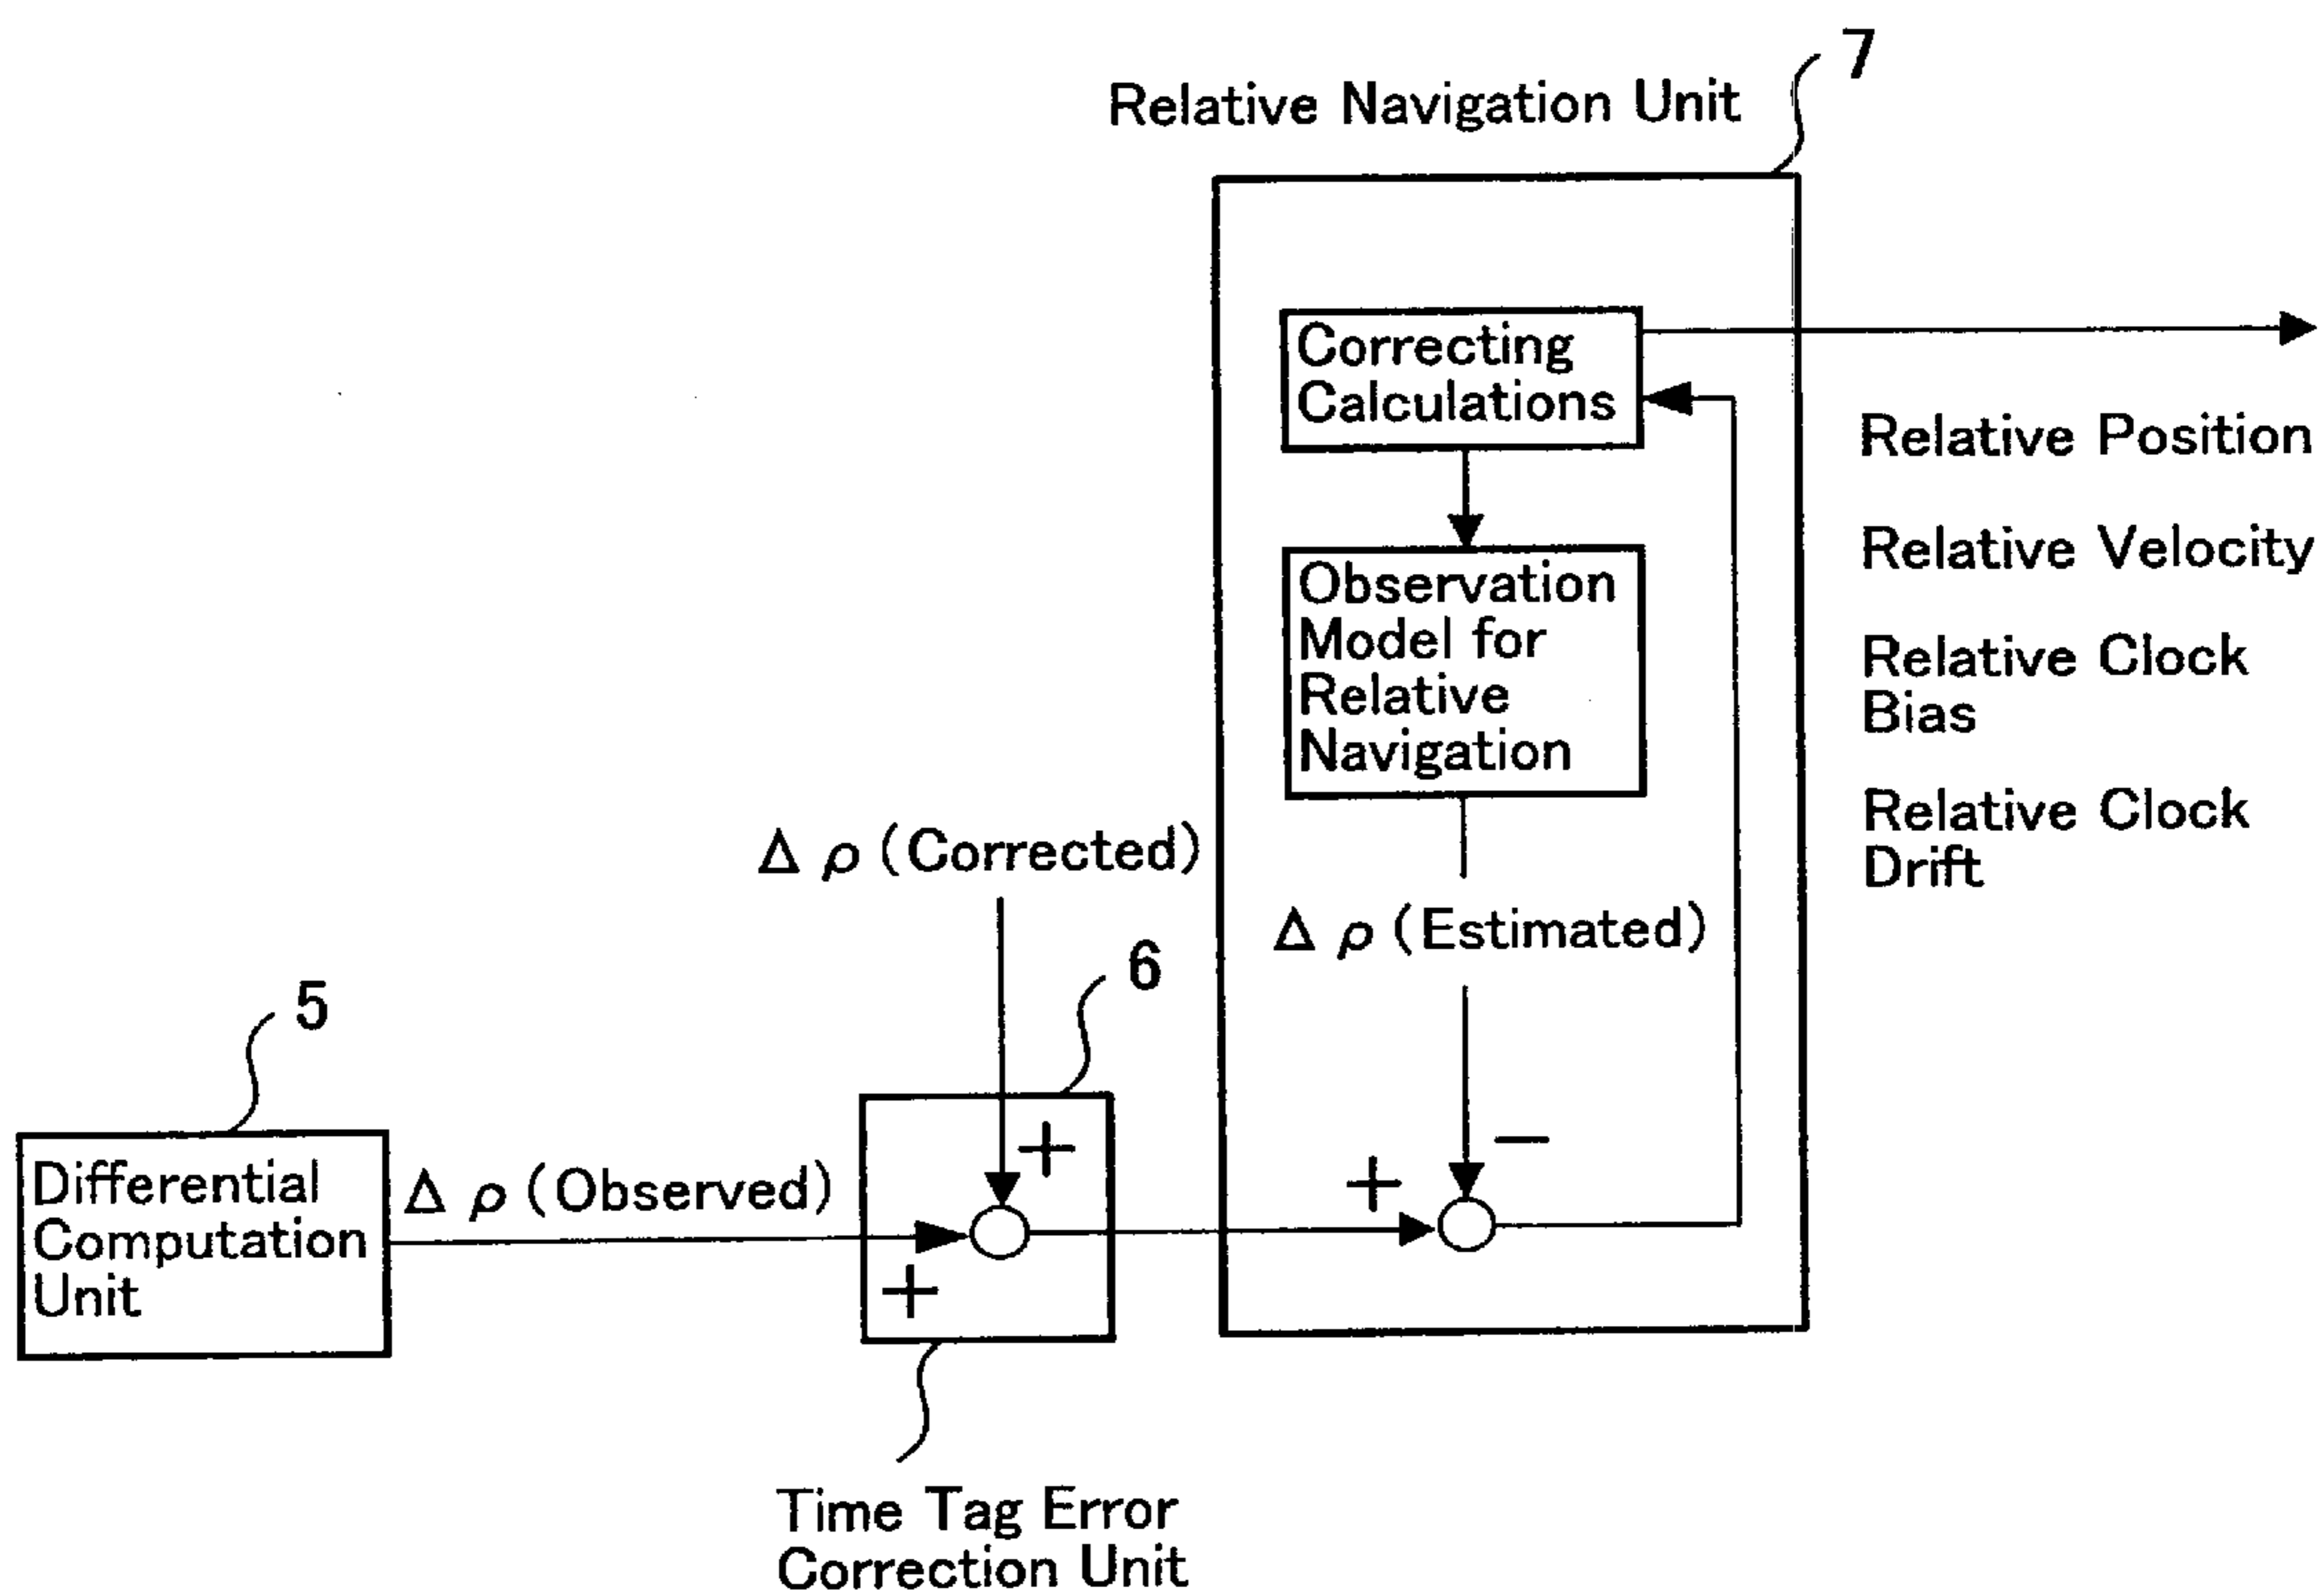 7
Relative Navigation Unit
Correcting
Calculations
Relative Position
Relative Velocity
Observation
Model for
Relative
Navigation
Relative Clock
Bias
Relative Clock
Drift
Δ ρ (Corrected)
Δ ρ (Estimated)
6
5
+
−
+
Differential
Computation
Unit
Δ ρ (Observed)
+
Time Tag Error
Correction Unit